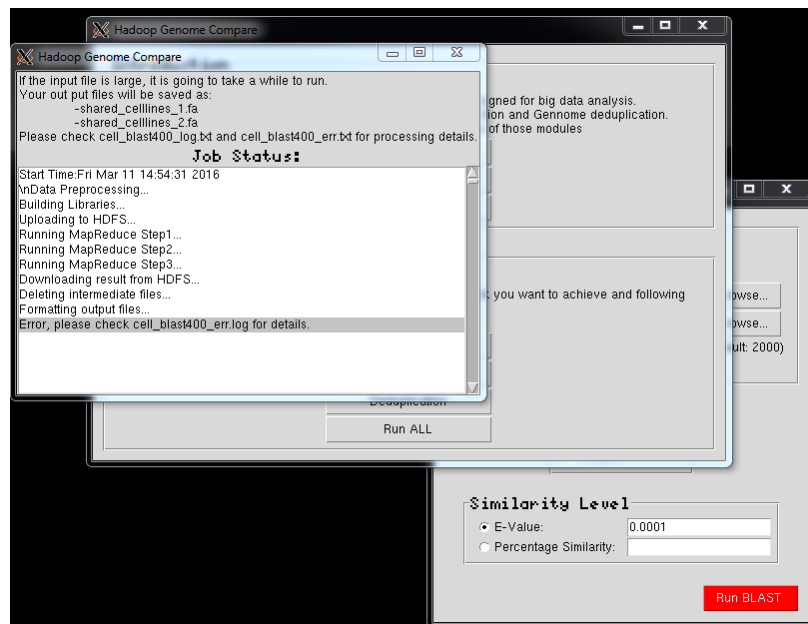 Hadoop Genome Compare
Hadoop Genome Compare
If the input file is large, it is going to take a while to run.
Your out put files will be saved as:
-shared_celllines_1.fa
-shared_celllines_2.fa
Please check cell_blast400_log.txt and cell_blast400_err.txt for processing details.
Job Status:
Start Time:Fri Mar 11 14:54:31 2016
\nData Preprocessing...
Building Libraries...
Uploading to HDFS...
Running MapReduce Step1...
Running MapReduce Step2...
Running MapReduce Step3...
Downloading result from HDFS...
Deleting intermediate files...
Formatting output files...
Error, please check cell_blast400_err.log for details.
gned for big data analysis.
ion and Gennome deduplication.
of those modules
you want to achieve and following
Deduplication
Run ALL
owse...
owse...
ult: 2000)
Similarity Level
E-Value:
0.0001
Percentage Similarity:
Run BLAST